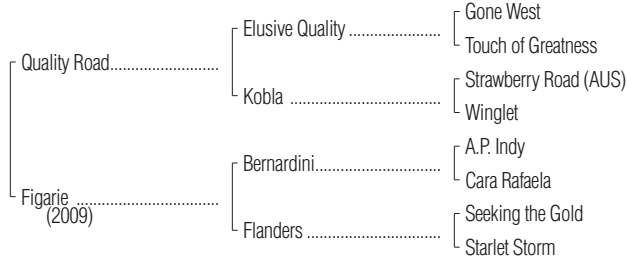 Gone West
Elusive Quality ....................
Touch of Greatness
Quality Road........................
Strawberry Road (AUS)
Kobla .................................
Winglet
A.P. Indy
Bernardini...........................
Cara Rafaela
Figarie ...............................
(2009)
Seeking the Gold
Flanders .............................
Starlet Storm